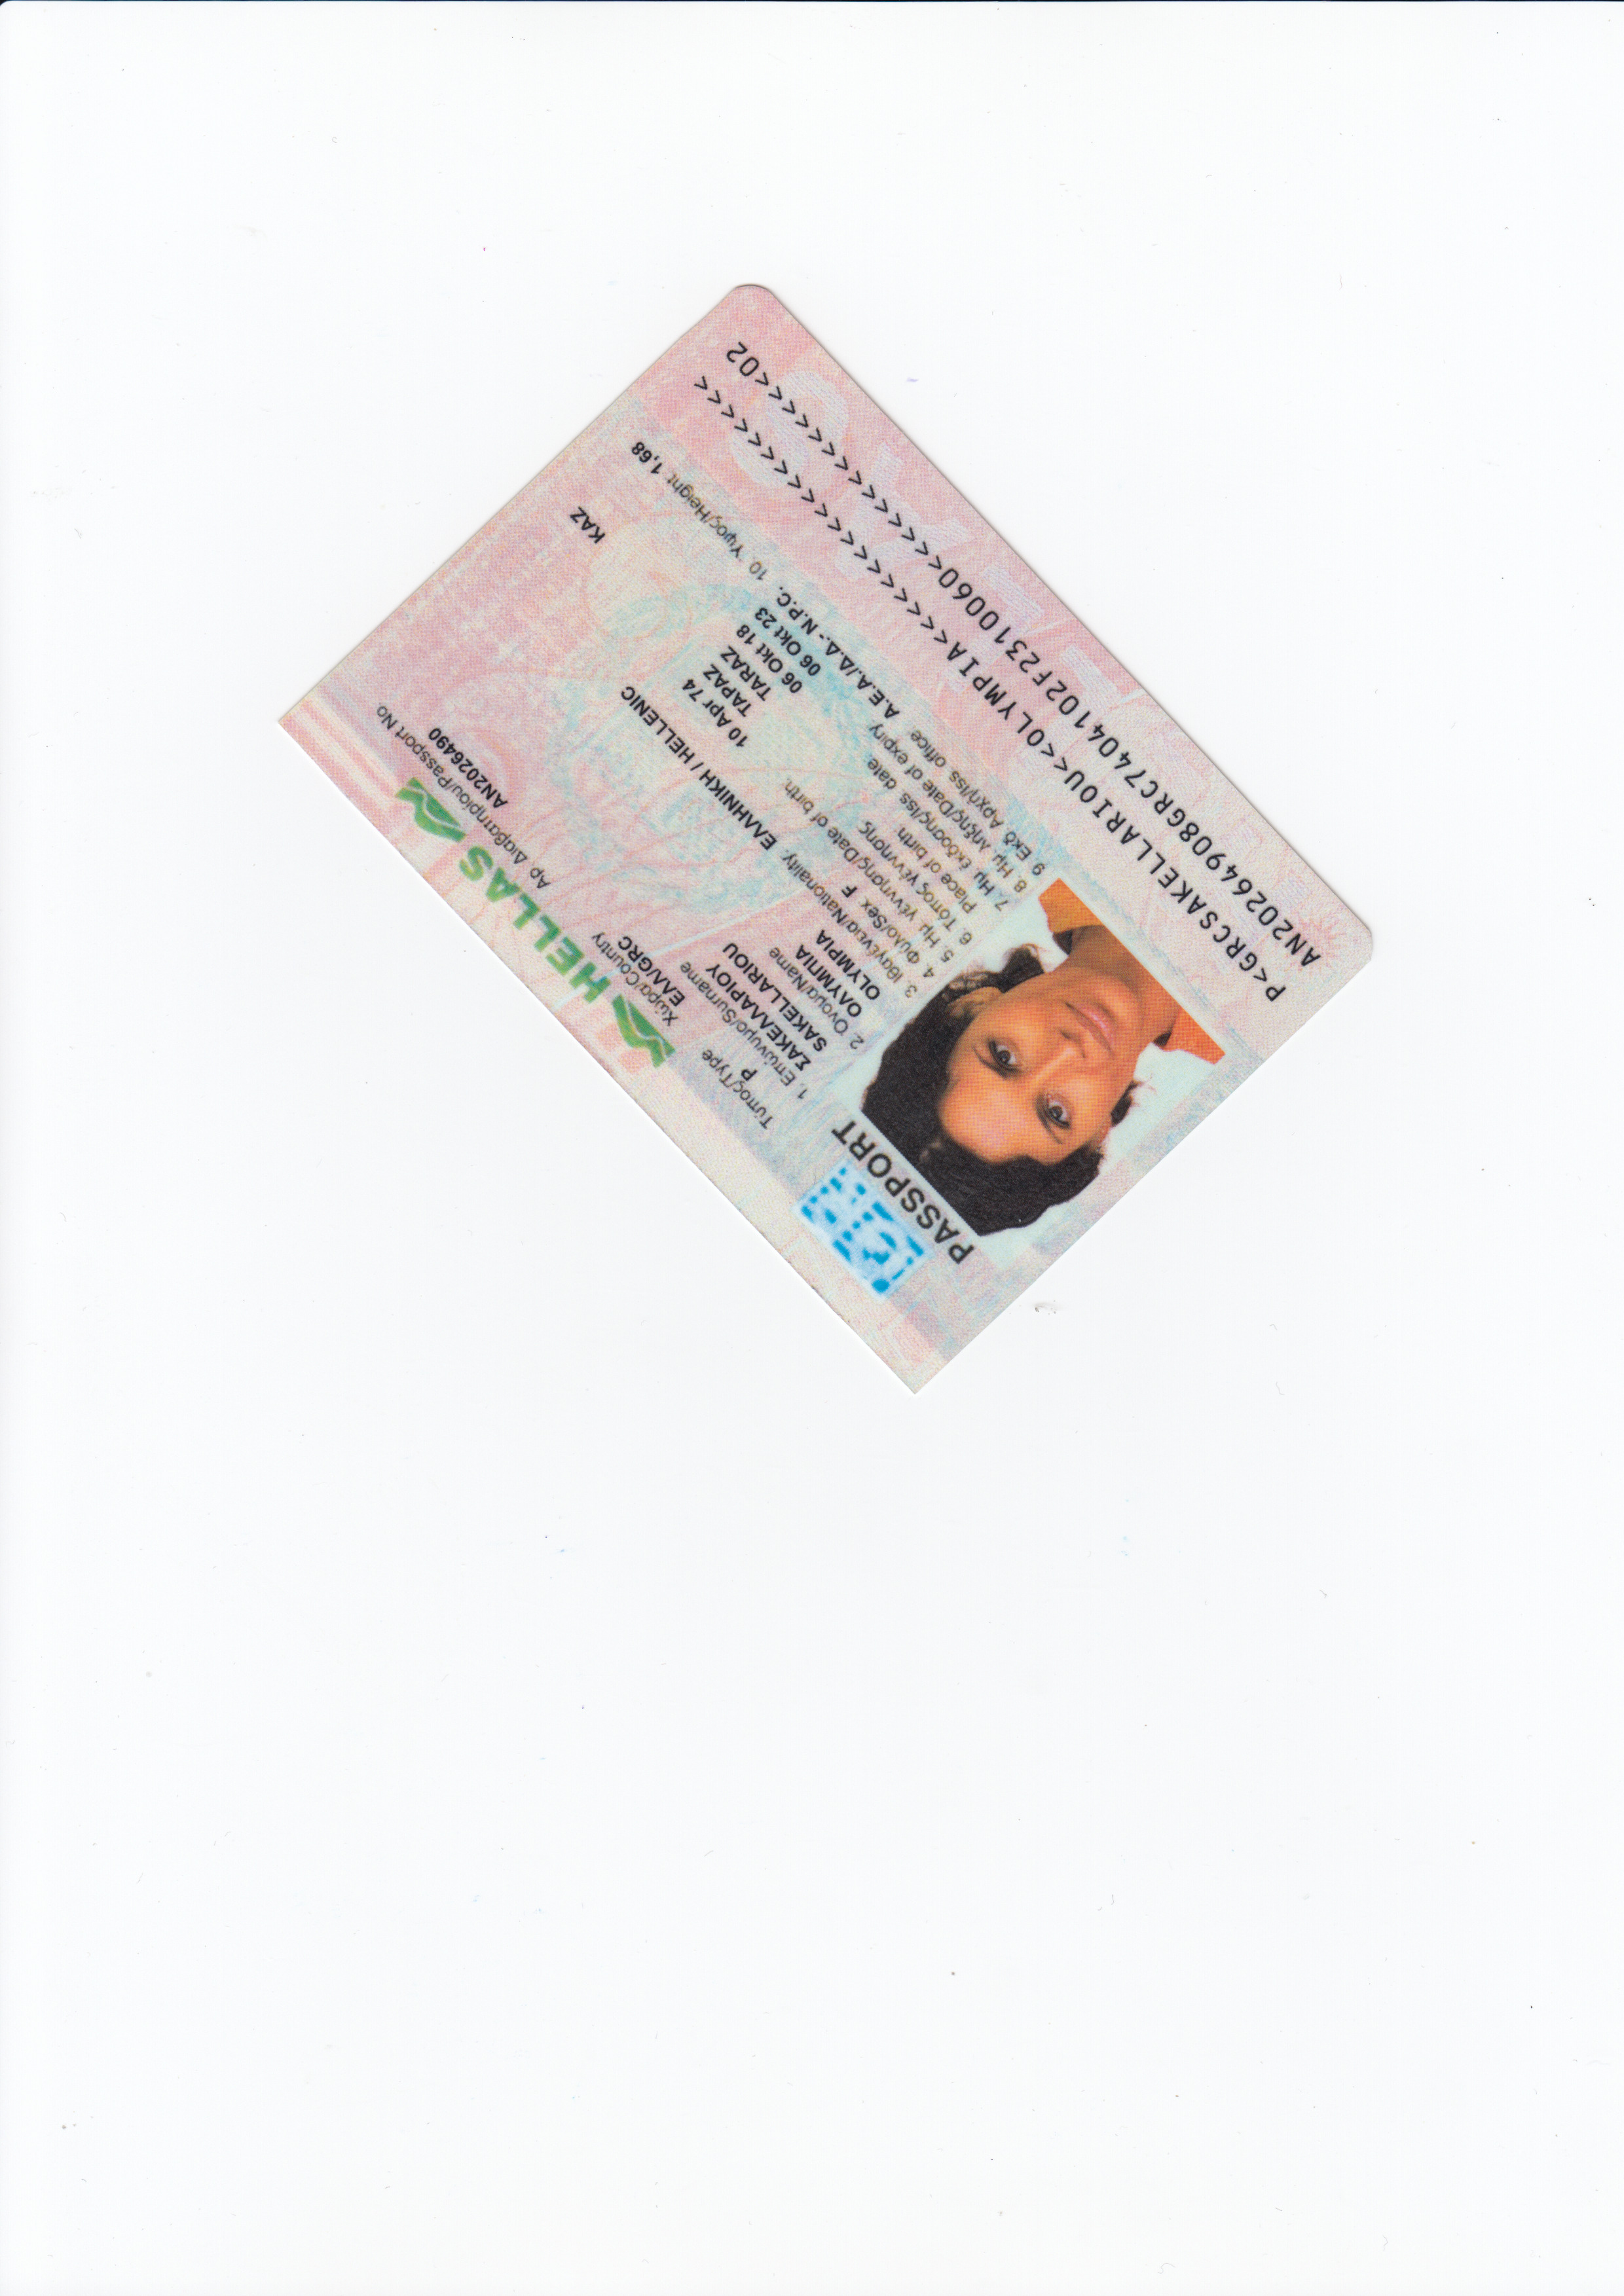 HELLAS
Τύπος/Type
P
Χώρα/Country
ΕΛΛ/GRC
Αρ. Διαβατηρίου/Passport No
AN2026490
PASSPORT
1. Επώνυμο/Surname
ΣΑΚΕΛΛΑΡΙΟΥ
SAKELLARIOU
2. Όνομα/Name
ΟΛΥΜΠΙΑ
OLYMPIA
3. Ιθαγένεια/Nationality. ΕΛΛΗΝΙΚΗ / HELLENIC
4. Φύλο/Sex F
5. Ημ. γέννησης/Date of birth. 10 Apr 74
6. Τόπος γέννησης ΤΑΡΑΖ KAZ
Place of birth. TARAZ
7. Ημ έκδοσης/Iss date 06 Okt 18
8. Ημ. λήξης/Date of expiry 06 Okt 23
9 Εκδ Αρχή/Iss. office. Α.Ε.Α./Δ.Δ.- N.P.C. 10. Ύψος/Height 1,68
P<GRCSAKELLARIOU<<OLYMPIA<<<<<<<<<<<<<<<<<<<
AN20264908GRC7404102F2310060<<<<<<<<<<<<<<02